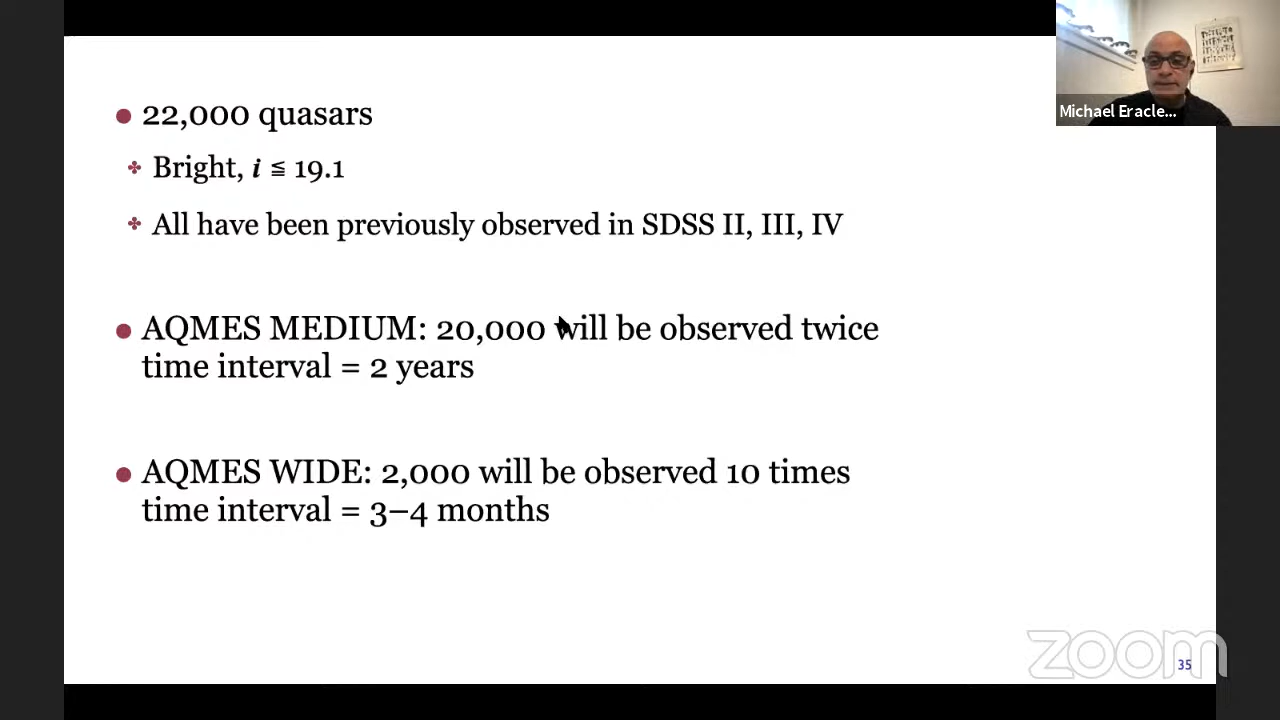 22,000 quasars
Bright, i ≦ 19.1
All have been previously observed in SDSS II, III, IV
AQMES MEDIUM: 20,000 will be observed twice
time interval = 2 years
AQMES WIDE: 2,000 will be observed 10 times
time interval = 3–4 months
Michael Eracle...
zoom
35